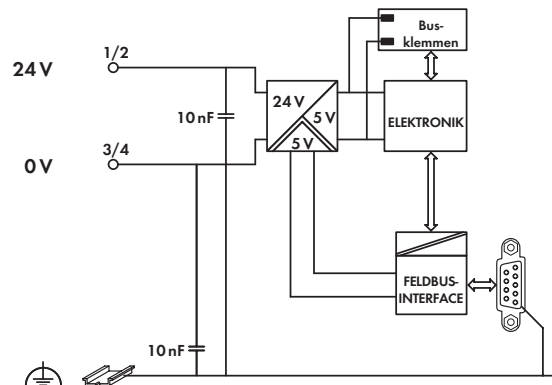 Bus-
klemmen
1/2
24 V
24 V
5 V
5 V
10 nF
ELEKTRONIK
3/4
0 V
FELDBUS-
INTERFACE
10 nF